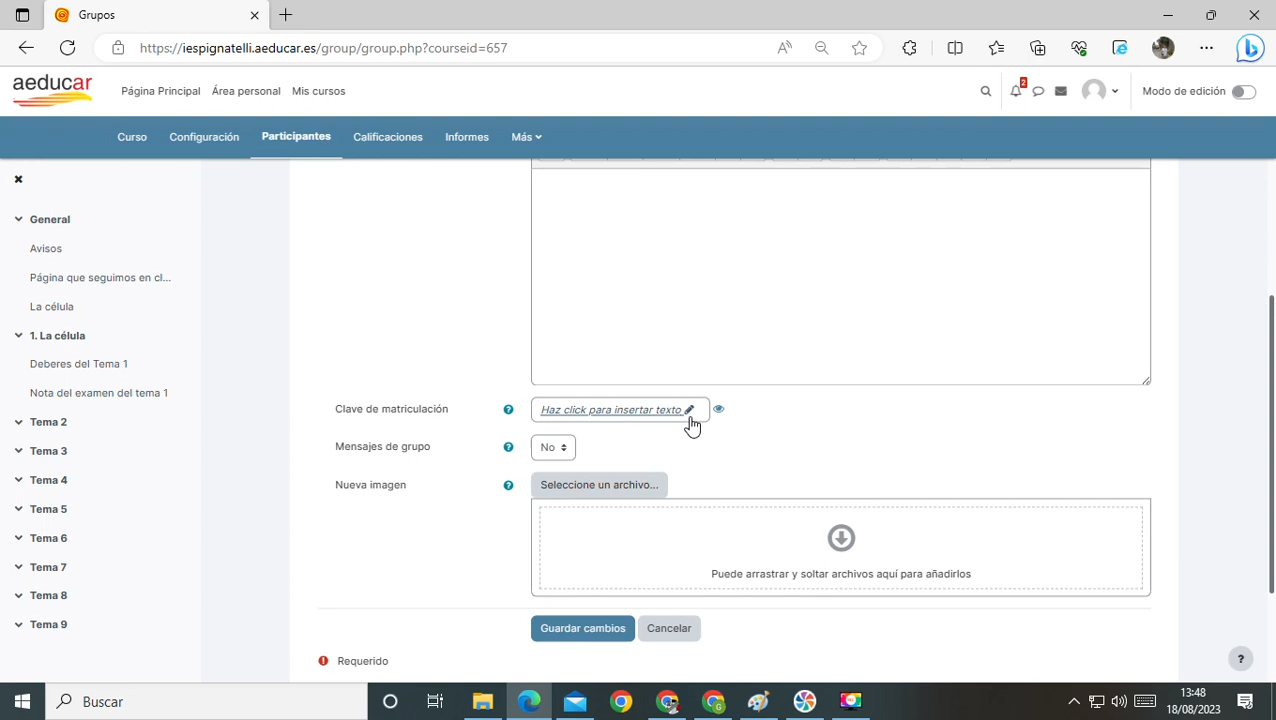 Grupos
https://iespignatelli.aeducar.es/group/group.php?courseid=657
aeducar
Página Principal Área personal Mis cursos
2
Modo de edición
Curso Configuración Participantes Calificaciones Informes Más
General
Avisos
Página que seguimos en cl...
La célula
1. La célula
Deberes del Tema 1
Nota del examen del tema 1
Tema 2
Tema 3
Tema 4
Tema 5
Tema 6
Tema 7
Tema 8
Tema 9
Clave de matriculación ? Haz click para insertar texto
Mensajes de grupo ? No
Nueva imagen ? Seleccione un archivo...
Puede arrastrar y soltar archivos aquí para añadirlos
Guardar cambios Cancelar
! Requerido
?
Buscar
13:48
18/08/2023